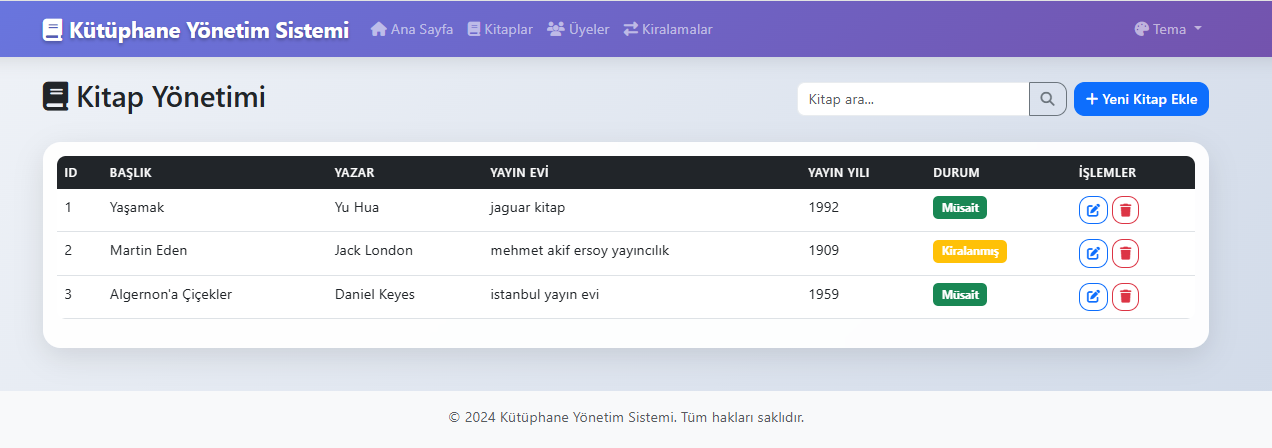 Kütüphane Yönetim Sistemi Ana Sayfa Kitaplar Üyeler Kiralamalar Tema
Kitap Yönetimi Kitap ara... Yeni Kitap Ekle
ID BAŞLIK YAZAR YAYIN EVİ YAYIN YILI DURUM İŞLEMLER
1 Yaşamak Yu Hua jaguar kitap 1992 Müsait
2 Martin Eden Jack London mehmet akif ersoy yayıncılık 1909 Kiralanmış
3 Algernon'a Çiçekler Daniel Keyes istanbul yayın evi 1959 Müsait
© 2024 Kütüphane Yönetim Sistemi. Tüm hakları saklıdır.